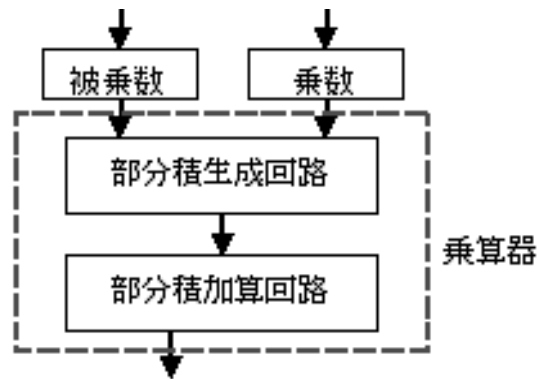 被乗数
乗数
部分積生成回路
部分積加算回路
乗算器